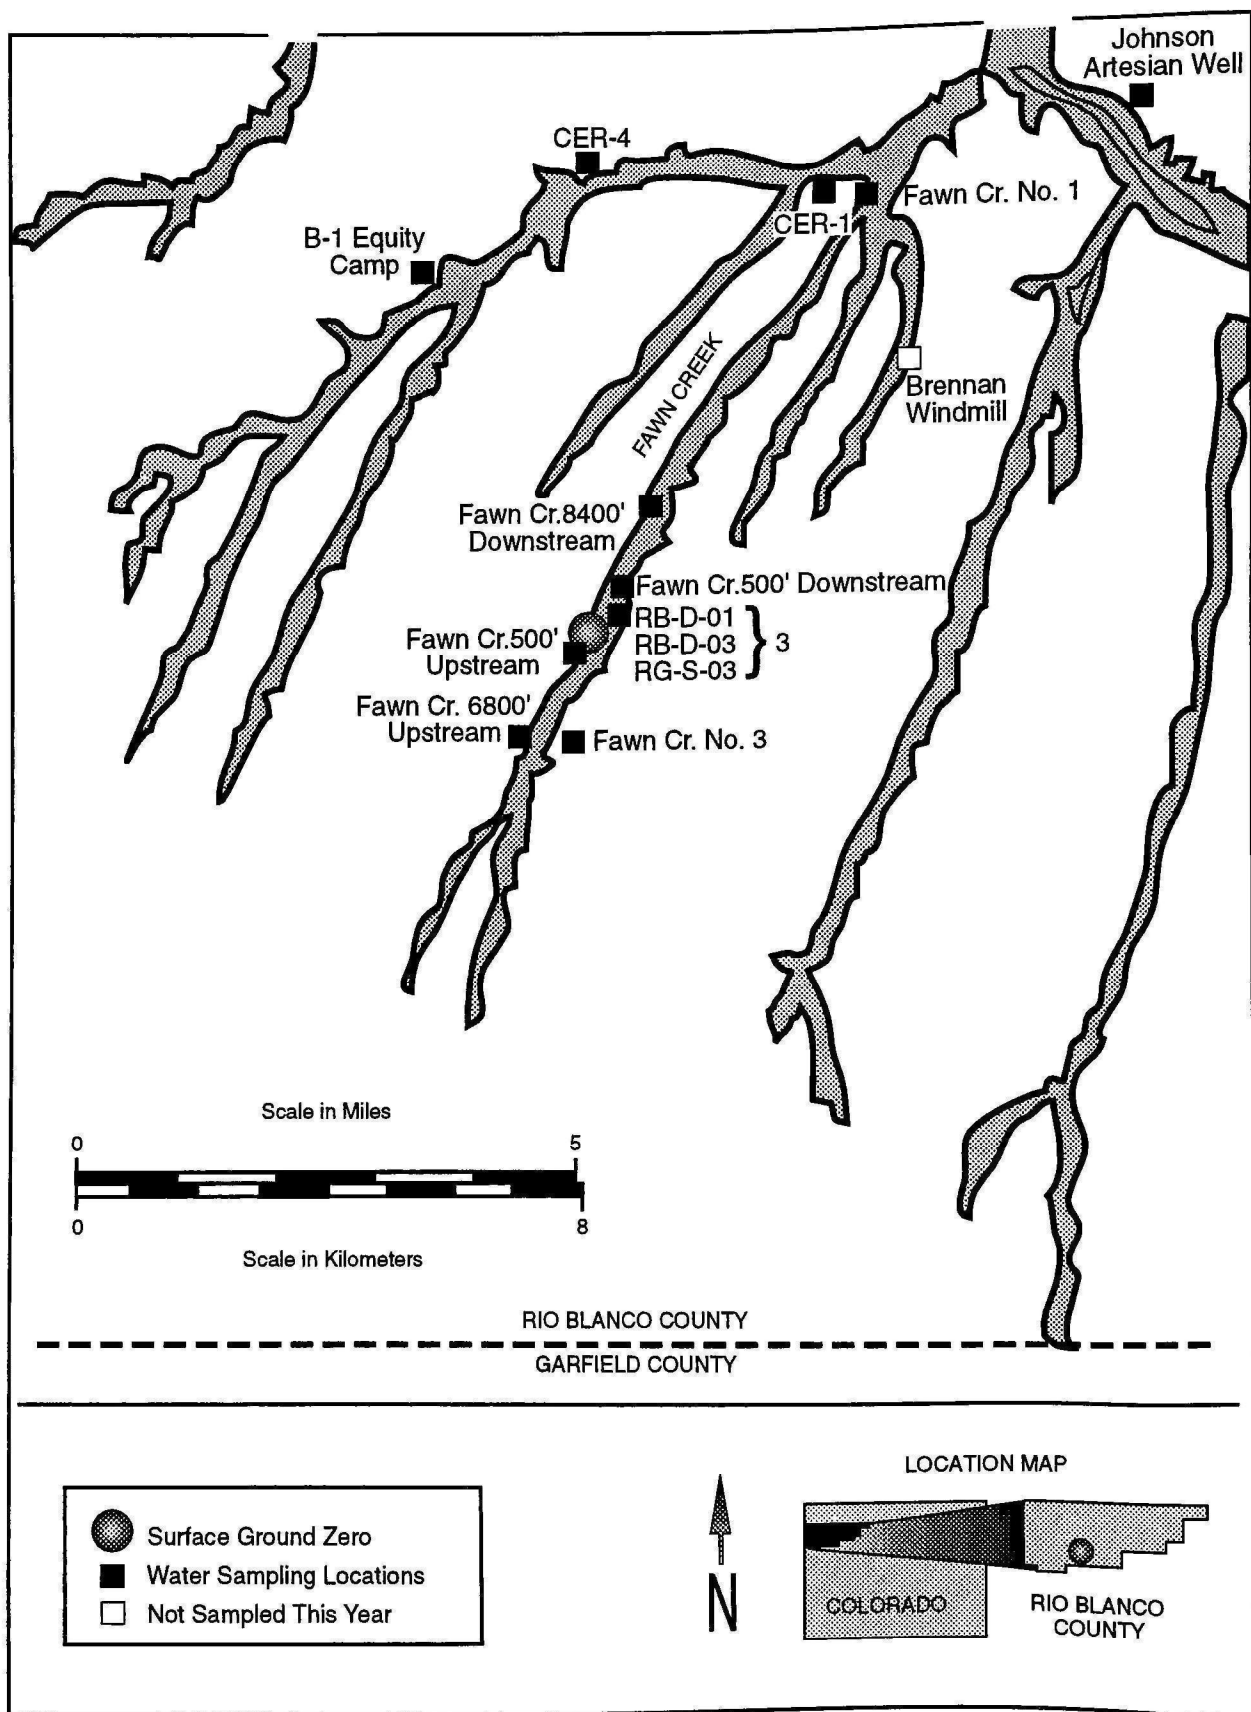 Johnson
Artesian Well
CER-4
Fawn Cr. No. 1
CER-1
B-1 Equity
Camp
FAWN CREEK
Brennan
Windmill
Fawn Cr.8400'
Downstream
Fawn Cr.500' Downstream
RB-D-01
RB-D-03
RG-S-03
} 3
Fawn Cr.500'
Upstream
Fawn Cr. 6800'
Upstream
Fawn Cr. No. 3
Scale in Miles
0 5
0 8
Scale in Kilometers
RIO BLANCO COUNTY
GARFIELD COUNTY
Surface Ground Zero
Water Sampling Locations
Not Sampled This Year
N
LOCATION MAP
COLORADO
RIO BLANCO
COUNTY